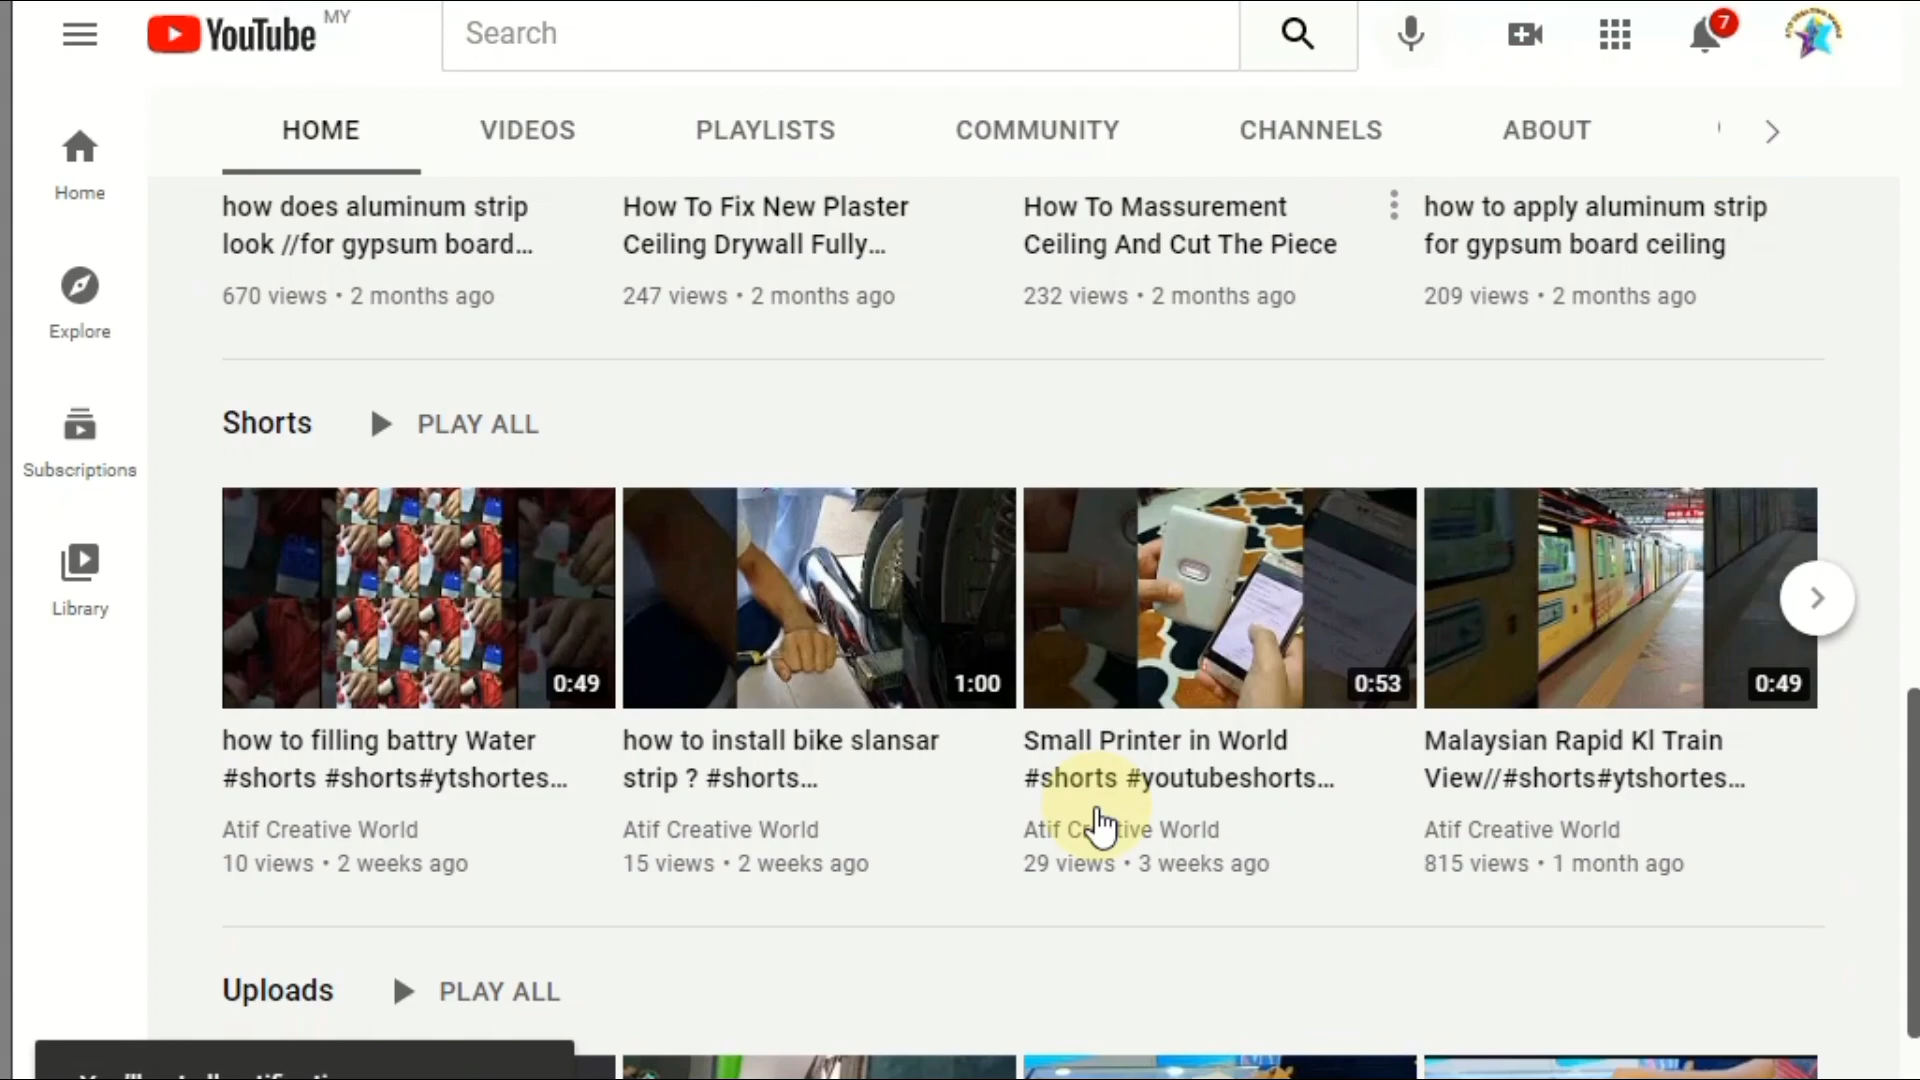 YouTube MY
Search
7
HOME VIDEOS PLAYLISTS COMMUNITY CHANNELS ABOUT
Home
Explore
Subscriptions
Library
how does aluminum strip
look //for gypsum board...
670 views • 2 months ago
How To Fix New Plaster
Ceiling Drywall Fully...
247 views • 2 months ago
How To Massurement
Ceiling And Cut The Piece
232 views • 2 months ago
how to apply aluminum strip
for gypsum board ceiling
209 views • 2 months ago
Shorts PLAY ALL
0:49
how to filling battry Water
#shorts #shorts#ytshortes...
Atif Creative World
10 views • 2 weeks ago
1:00
how to install bike slansar
strip ? #shorts...
Atif Creative World
15 views • 2 weeks ago
0:53
Small Printer in World
#shorts #youtubeshorts...
Atif Creative World
29 views • 3 weeks ago
0:49
Malaysian Rapid Kl Train
View//#shorts#ytshortes...
Atif Creative World
815 views • 1 month ago
Uploads PLAY ALL